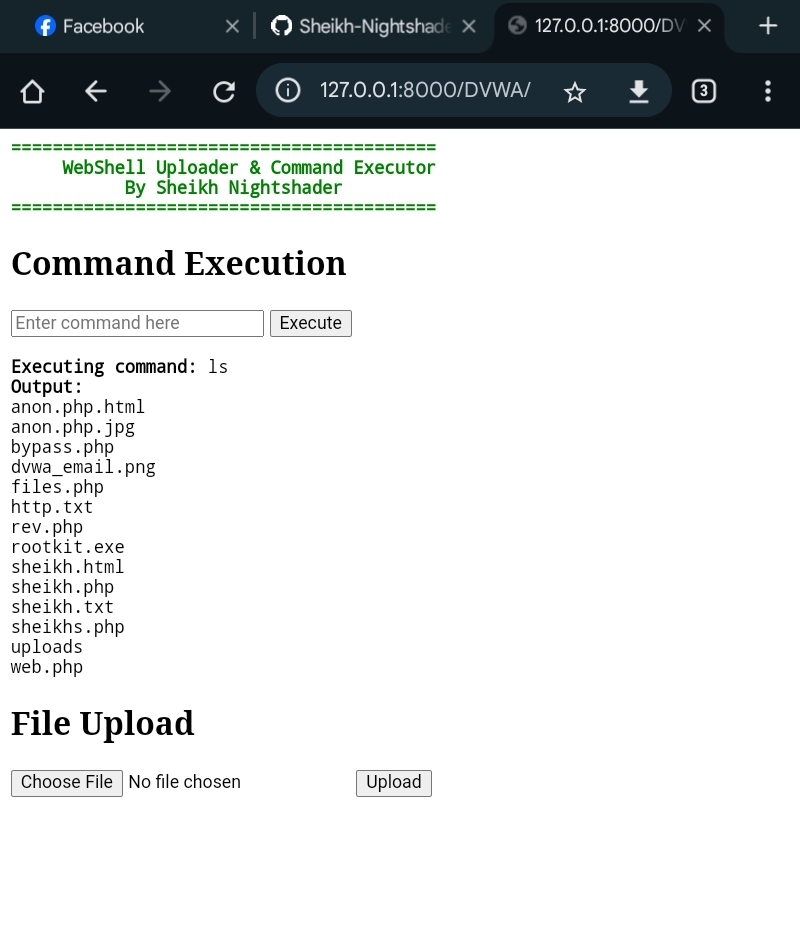 Facebook
Sheikh-Nightshade
127.0.0.1:8000/DV
127.0.0.1:8000/DVWA/
3
=========================================
WebShell Uploader & Command Executor
By Sheikh Nightshader
=========================================
Command Execution
Enter command here Execute
Executing command: ls
Output:
anon.php.html
anon.php.jpg
bypass.php
dvwa_email.png
files.php
http.txt
rev.php
rootkit.exe
sheikh.html
sheikh.php
sheikh.txt
sheikhs.php
uploads
web.php
File Upload
Choose File No file chosen Upload